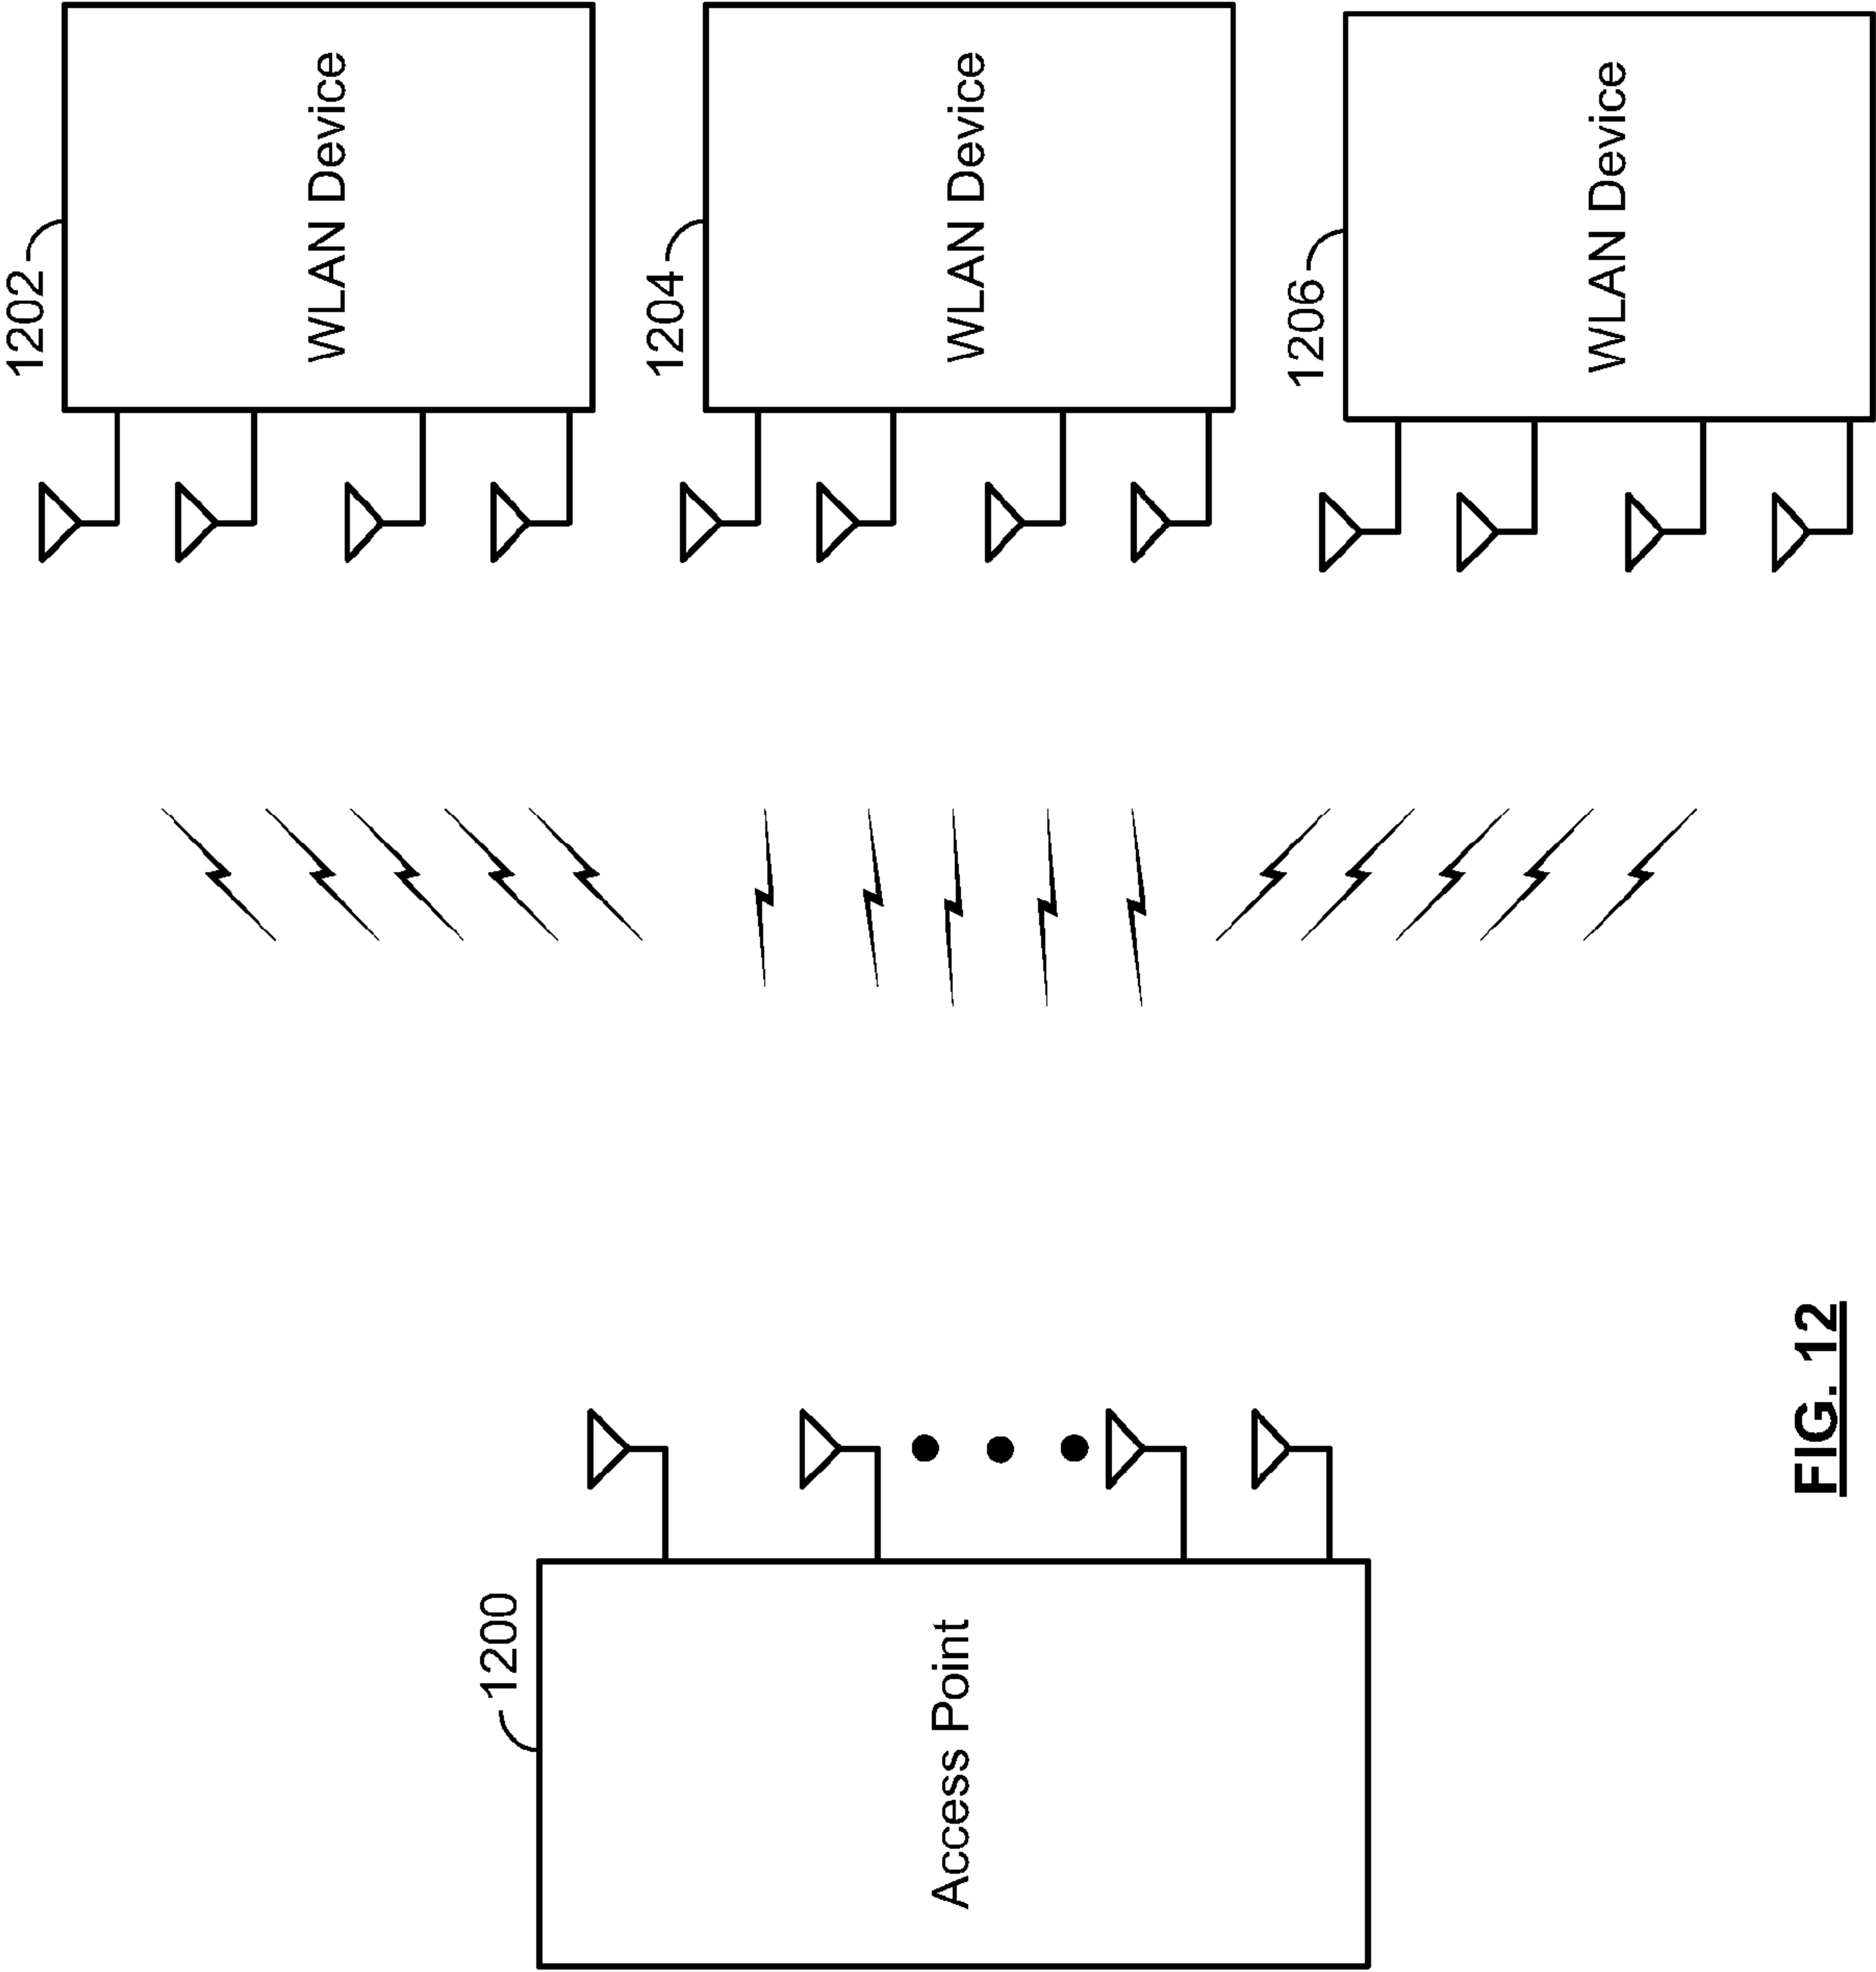 1200
Access Point
1202
WLAN Device
1204
WLAN Device
1206
WLAN Device
FIG. 12